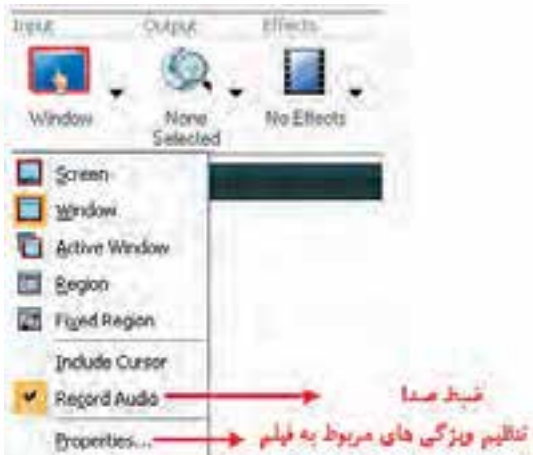 Input Output Effects
Window None Selected No Effects
Screen
Window
Active Window
Region
Fixed Region
Include Cursor
Record Audio ضبط صدا
Properties... تنظیم ویژگی های مربوط به فیلم